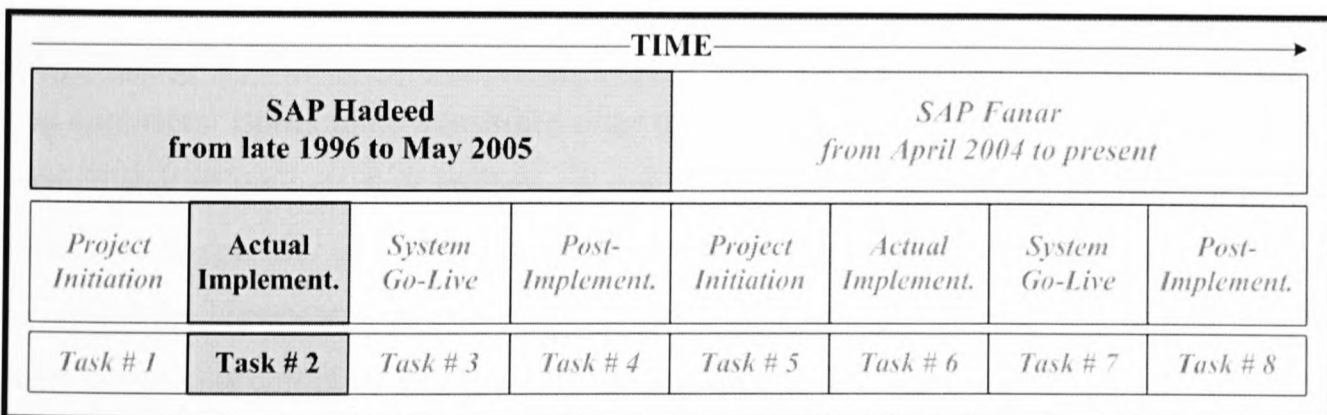 TIME
SAP Hadeed
from late 1996 to May 2005
SAP Fanar
from April 2004 to present
Project
Initiation
Actual
Implement.
System
Go-Live
Post-
Implement.
Project
Initiation
Actual
Implement.
System
Go-Live
Post-
Implement.
Task # 1
Task # 2
Task # 3
Task # 4
Task # 5
Task # 6
Task # 7
Task # 8